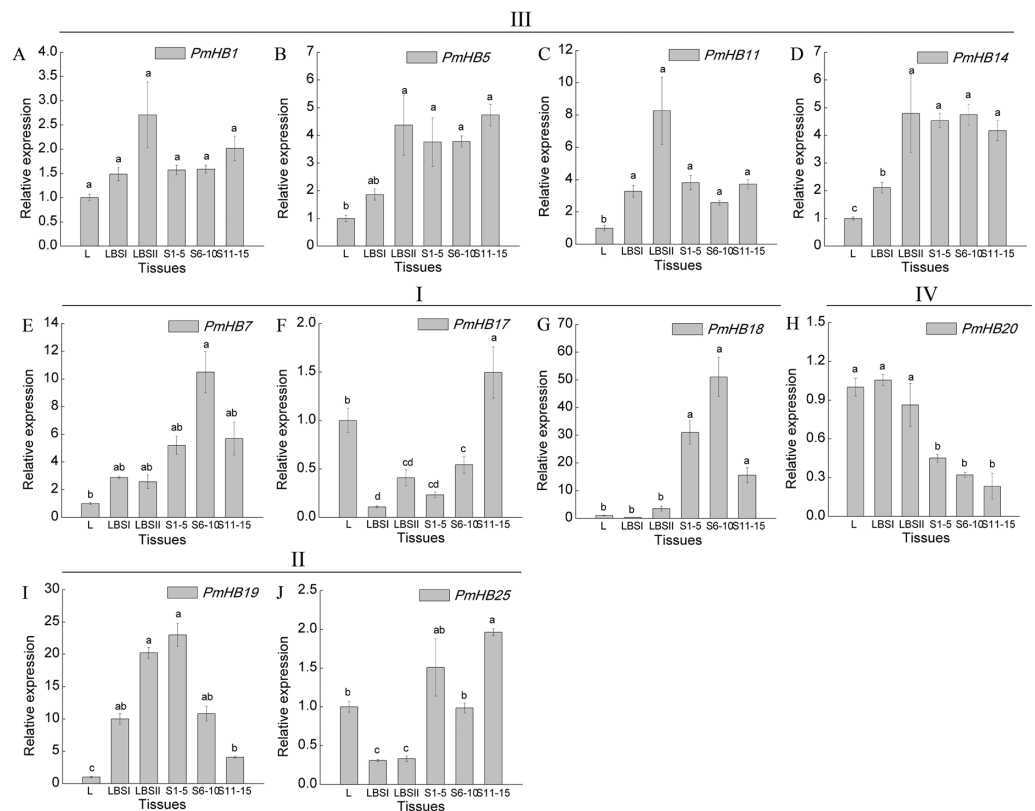 III
A
PmHB1
Relative expression
4.0
3.5
3.0
2.5
2.0
1.5
1.0
0.5
0.0
a a a a a a
L LBSI LBSII S1-5 S6-10 S11-15
Tissues
B
PmHB5
Relative expression
7
6
5
4
3
2
1
0
b ab a a a a
L LBSI LBSII S1-5 S6-10 S11-15
Tissues
C
PmHB11
Relative expression
12
10
8
6
4
2
0
b a a a a a
L LBSI LBSII S1-5 S6-10 S11-15
Tissues
D
PmHB14
Relative expression
7
6
5
4
3
2
1
0
c b a a a a
L LBSI LBSII S1-5 S6-10 S11-15
Tissues
I
IV
E
PmHB7
Relative expression
14
12
10
8
6
4
2
0
b ab ab ab a ab
L LBSI LBSII S1-5 S6-10 S11-15
Tissues
F
PmHB17
Relative expression
2.0
1.5
1.0
0.5
0.0
b d cd cd c a
L LBSI LBSII S1-5 S6-10 S11-15
Tissues
G
PmHB18
Relative expression
70
60
50
40
30
20
10
0
b b b a a a
L LBSI LBSII S1-5 S6-10 S11-15
Tissues
H
PmHB20
Relative expression
1.5
1.2
0.9
0.6
0.3
0.0
a a a b b b
L LBSI LBSII S1-5 S6-10 S11-15
Tissues
II
I
PmHB19
Relative expression
30
25
20
15
10
5
0
c ab a a ab b
L LBSI LBSII S1-5 S6-10 S11-15
Tissues
J
PmHB25
Relative expression
2.5
2.0
1.5
1.0
0.5
0.0
b c c ab b a
L LBSI LBSII S1-5 S6-10 S11-15
Tissues